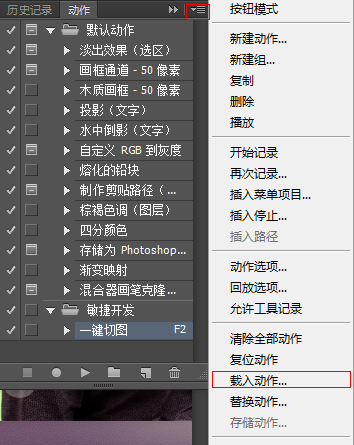 历史记录
动作
默认动作
淡出效果（选区）
画框通道 - 50 像素
木质画框 - 50 像素
投影（文字）
水中倒影（文字）
自定义 RGB 到灰度
熔化的铅块
制作剪贴路径（ ...
棕褐色调（图层）
四分颜色
存储为 Photoshop...
渐变映射
混合器画笔克隆 ...
敏捷开发
一键切图 F2
按钮模式
新建动作...
新建组...
复制
删除
播放
开始记录
再次记录...
插入菜单项目...
插入停止...
插入路径
动作选项...
回放选项...
允许工具记录
清除全部动作
复位动作
载入动作...
替换动作...
存储动作...